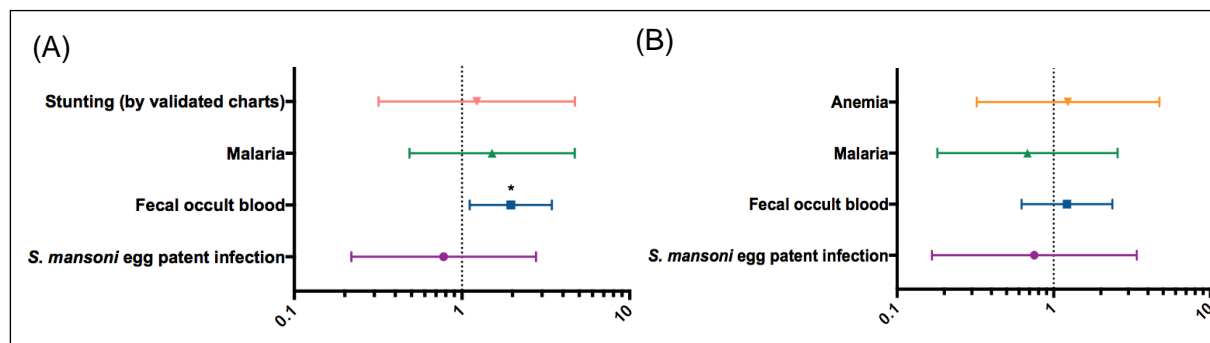 (A)
Stunting (by validated charts)
Malaria
*
Fecal occult blood
S. mansoni egg patent infection
0.1
1
10
(B)
Anemia
Malaria
Fecal occult blood
S. mansoni egg patent infection
0.1
1
10